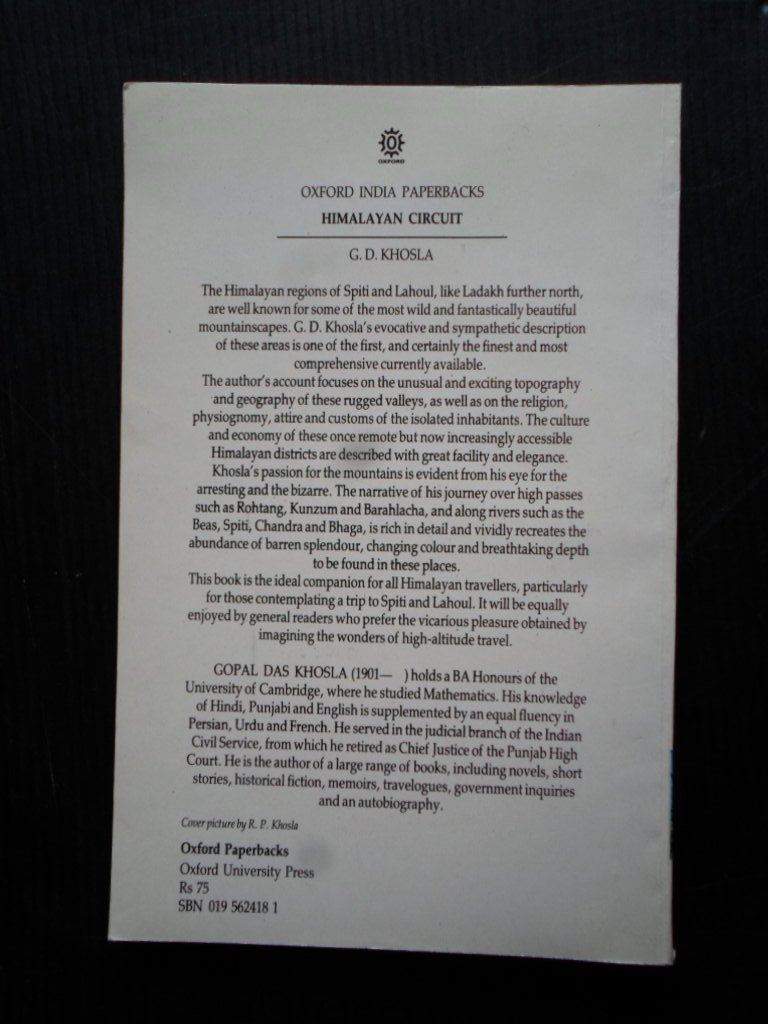 OXFORD
OXFORD INDIA PAPERBACKS
HIMALAYAN CIRCUIT
G. D. KHOSLA
The Himalayan regions of Spiti and Lahoul, like Ladakh further north,
are well known for some of the most wild and fantastically beautiful
mountainscapes. G. D. Khosla's evocative and sympathetic description
of these areas is one of the first, and certainly the finest and most
comprehensive currently available.
The author's account focuses on the unusual and exciting topography
and geography of these rugged valleys, as well as on the religion,
physiognomy, attire and customs of the isolated inhabitants. The culture
and economy of these once remote but now increasingly accessible
Himalayan districts are described with great facility and elegance.
Khosla's passion for the mountains is evident from his eye for the
arresting and the bizarre. The narrative of his journey over high passes
such as Rohtang, Kunzum and Barahlacha, and along rivers such as the
Beas, Spiti, Chandra and Bhaga, is rich in detail and vividly recreates the
abundance of barren splendour, changing colour and breathtaking depth
to be found in these places.
This book is the ideal companion for all Himalayan travellers, particularly
for those contemplating a trip to Spiti and Lahoul. It will be equally
enjoyed by general readers who prefer the vicarious pleasure obtained by
imagining the wonders of high-altitude travel.
GOPAL DAS KHOSLA (1901— ) holds a BA Honours of the
University of Cambridge, where he studied Mathematics. His knowledge
of Hindi, Punjabi and English is supplemented by an equal fluency in
Persian, Urdu and French. He served in the judicial branch of the Indian
Civil Service, from which he retired as Chief Justice of the Punjab High
Court. He is the author of a large range of books, including novels, short
stories, historical fiction, memoirs, travelogues, government inquiries
and an autobiography.
Cover picture by R. P. Khosla
Oxford Paperbacks
Oxford University Press
Rs 75
SBN 019 562418 1